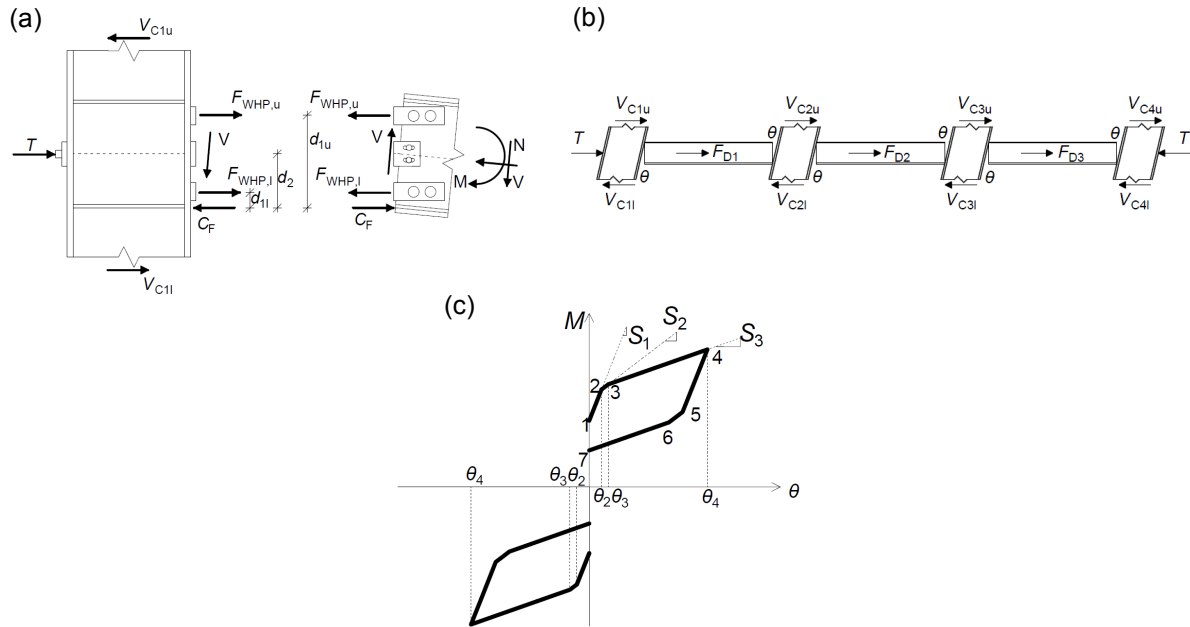 (a)
V_C1u
F_WHP,u
F_WHP,u
T
V
V
d_1u
N
d_2
F_WHP,l
F_WHP,l
M
V
d_1l
C_F
C_F
V_C1l
(b)
V_C1u
V_C2u
V_C3u
V_C4u
T
θ
θ
θ
F_D1
F_D2
F_D3
T
θ
θ
θ
V_C1l
V_C2l
V_C3l
V_C4l
(c)
M
S_1
S_2
S_3
4
2
3
1
5
6
7
θ_4
θ_3
θ_2
θ_2
θ_3
θ_4
θ